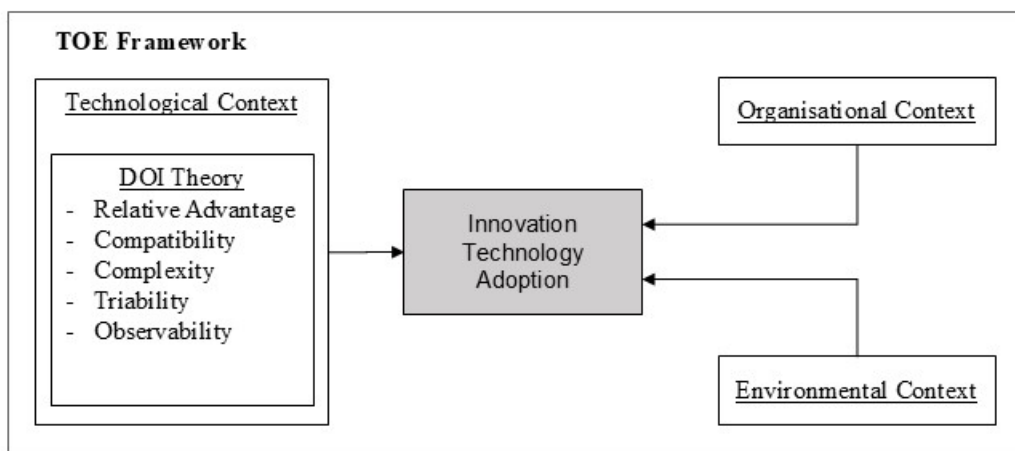 TOE Framework
Technological Context
DOI Theory
- Relative Advantage
- Compatibility
- Complexity
- Triability
- Observability
Innovation
Technology
Adoption
Organisational Context
Environmental Context